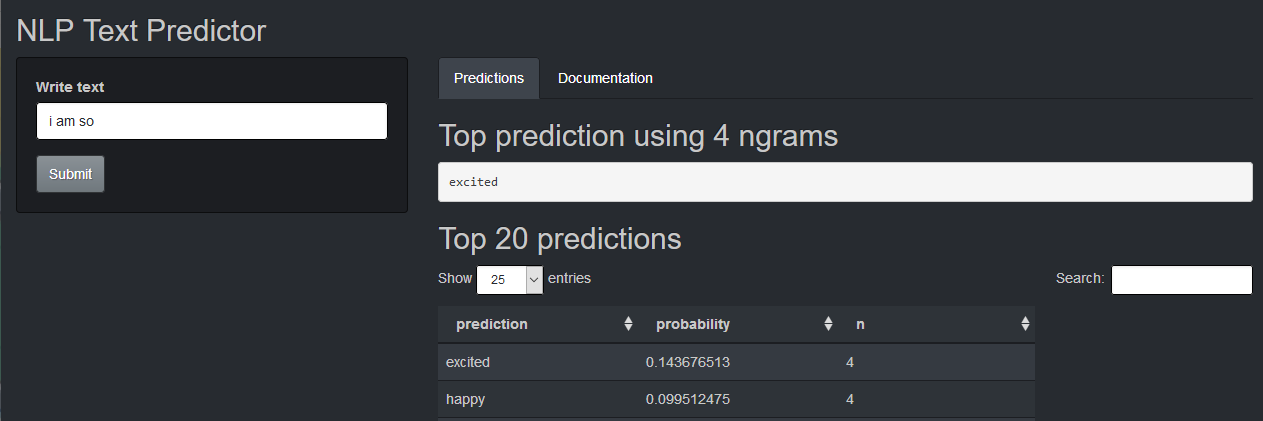 NLP Text Predictor
Write text
i am so
Submit
Predictions Documentation
Top prediction using 4 ngrams
excited
Top 20 predictions
Show 25 entries Search:
prediction probability n
excited 0.143676513 4
happy 0.099512475 4